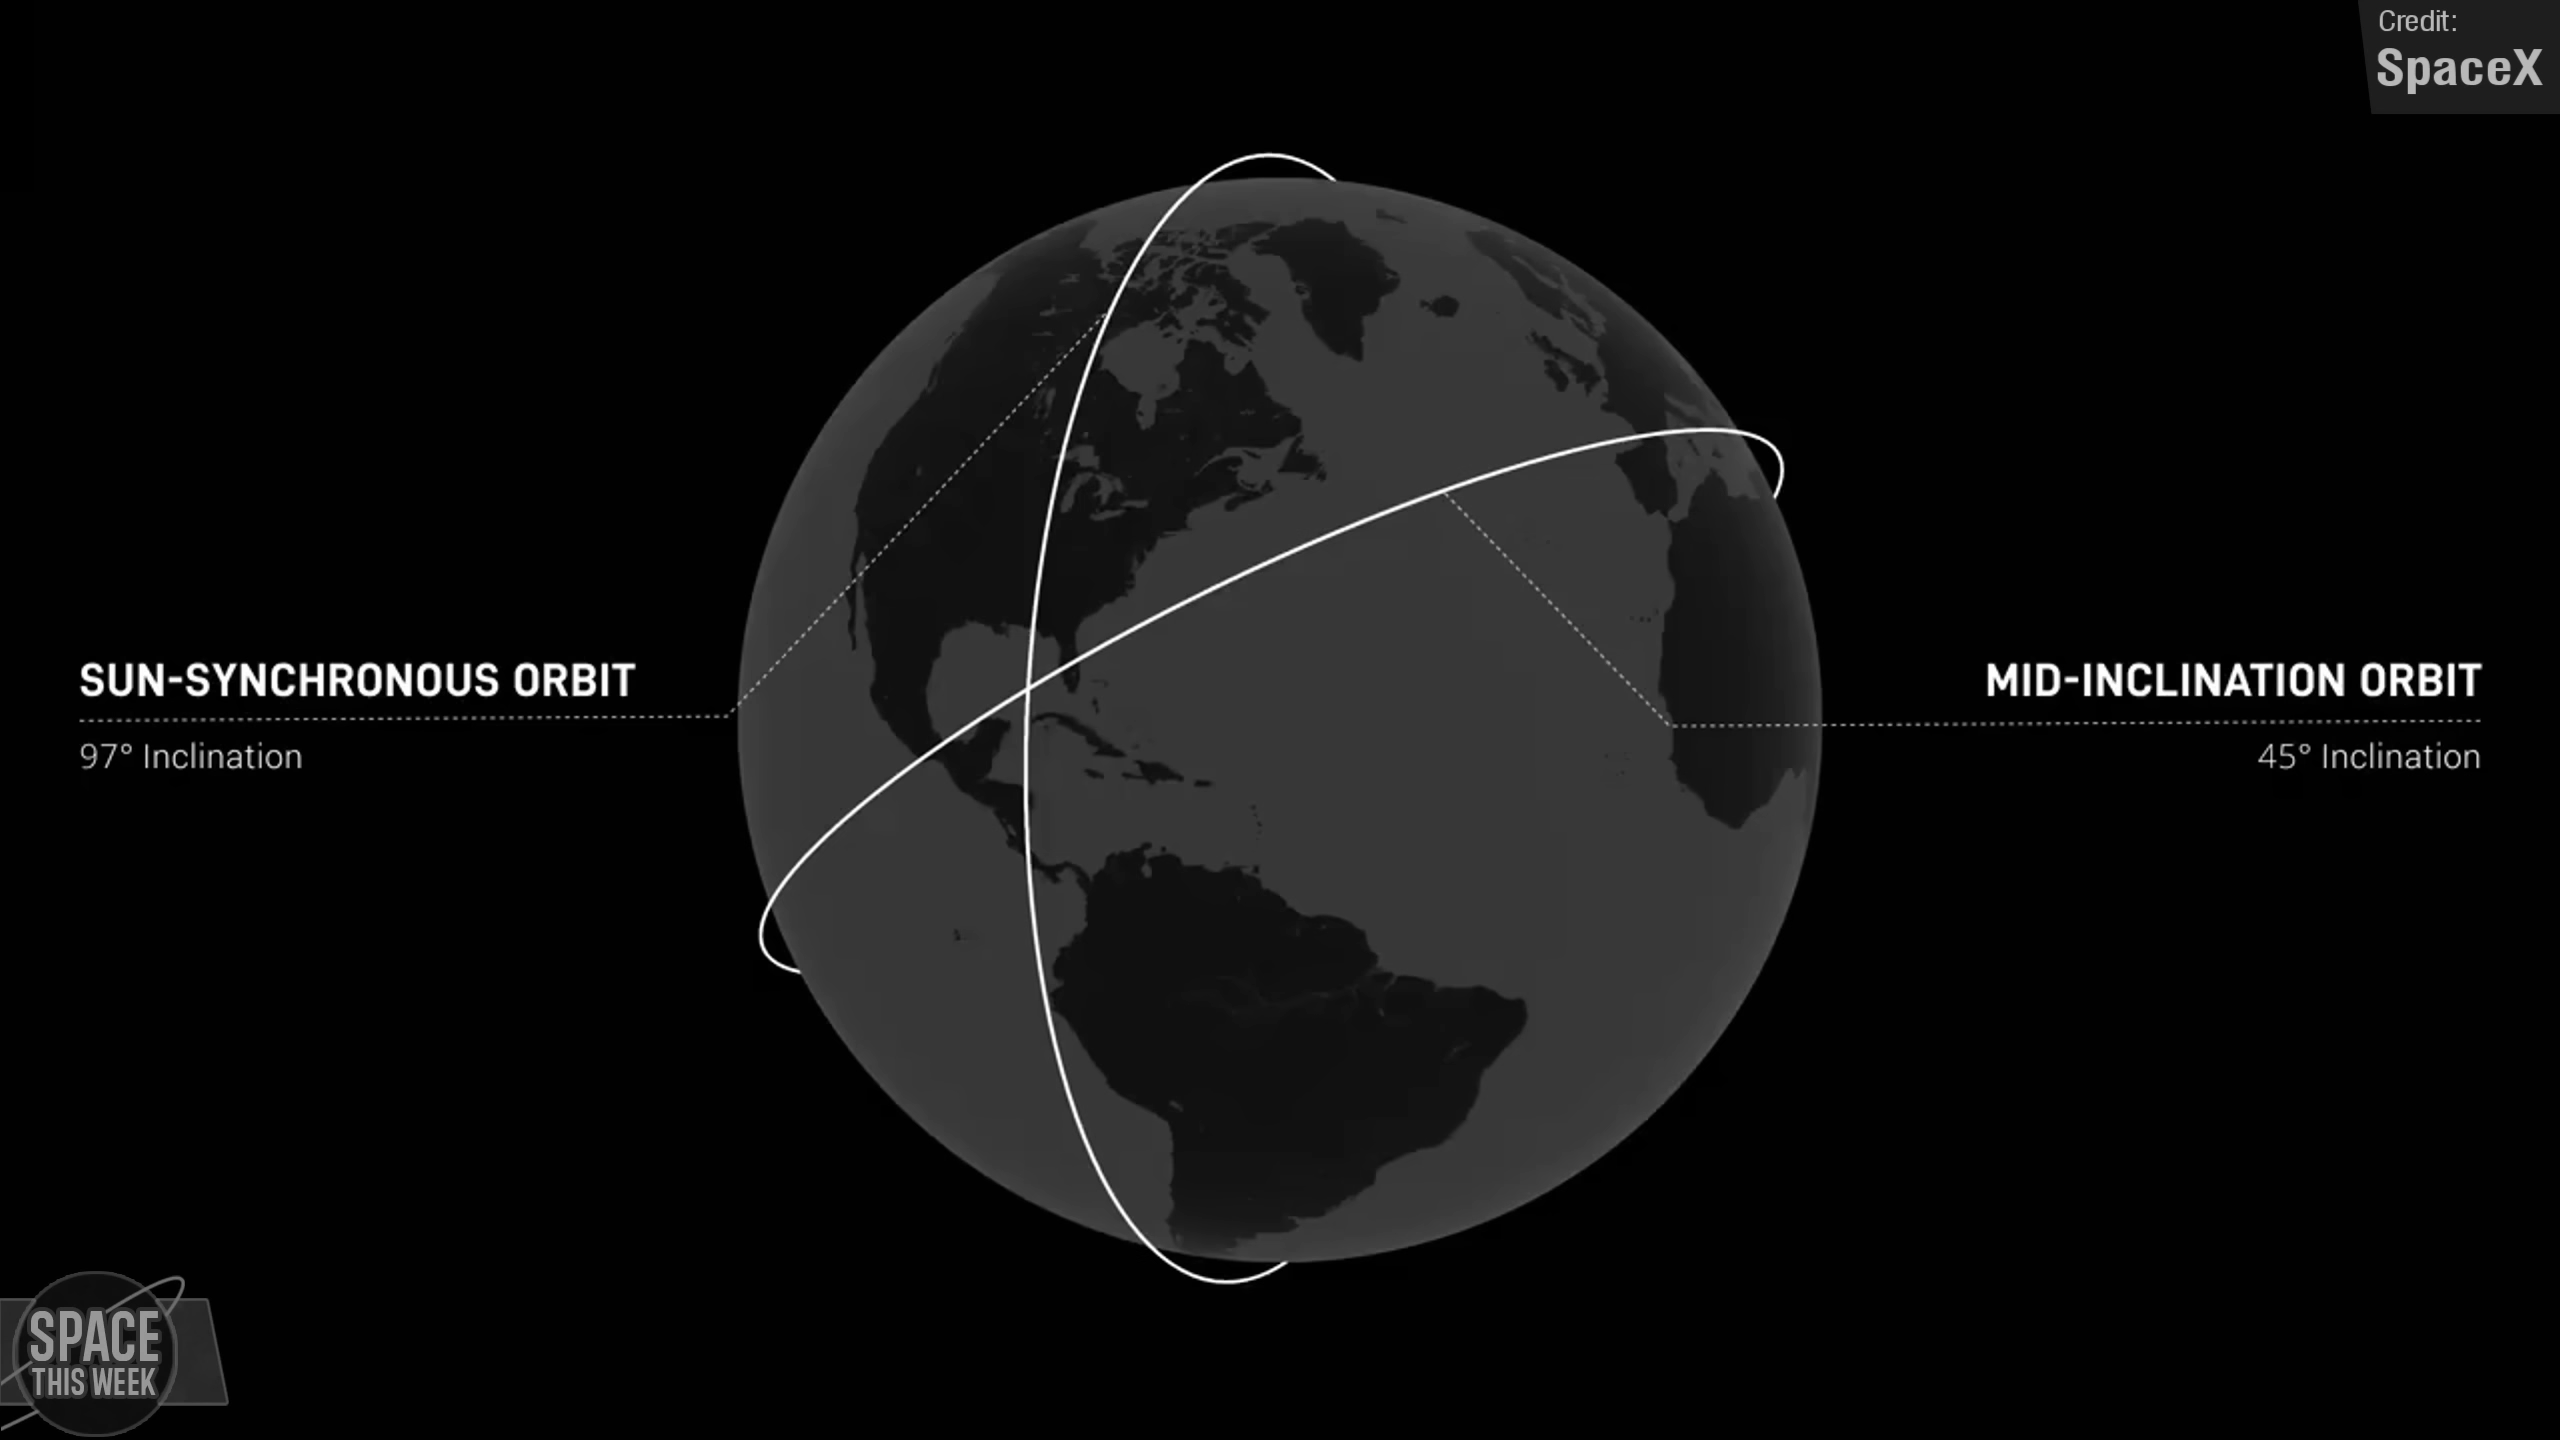 Credit:
SpaceX
SUN-SYNCHRONOUS ORBIT
97° Inclination
MID-INCLINATION ORBIT
45° Inclination
SPACE
THIS WEEK